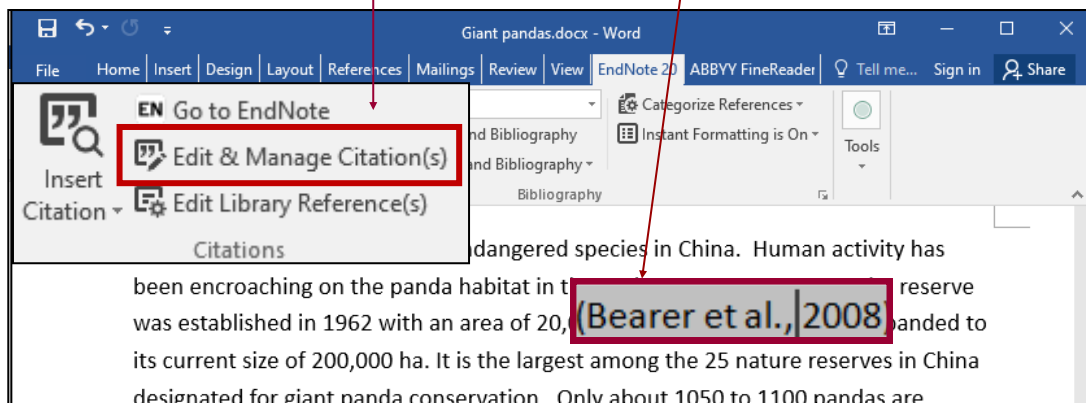 Giant pandas.docx - Word
File Home Insert Design Layout References Mailings Review View EndNote 20 ABBYY FineReader Tell me... Sign in Share
Go to EndNote
Edit & Manage Citation(s)
Edit Library Reference(s)
Insert
Citation
Citations
Categorize References
nd Bibliography
Instant Formatting is On
and Bibliography
Tools
Bibliography
ndangered species in China. Human activity has
been encroaching on the panda habitat in t reserve
was established in 1962 with an area of 20,0 (Bearer et al., 2008) panded to
its current size of 200,000 ha. It is the largest among the 25 nature reserves in China
designated for giant panda conservation. Only about 1050 to 1100 pandas are